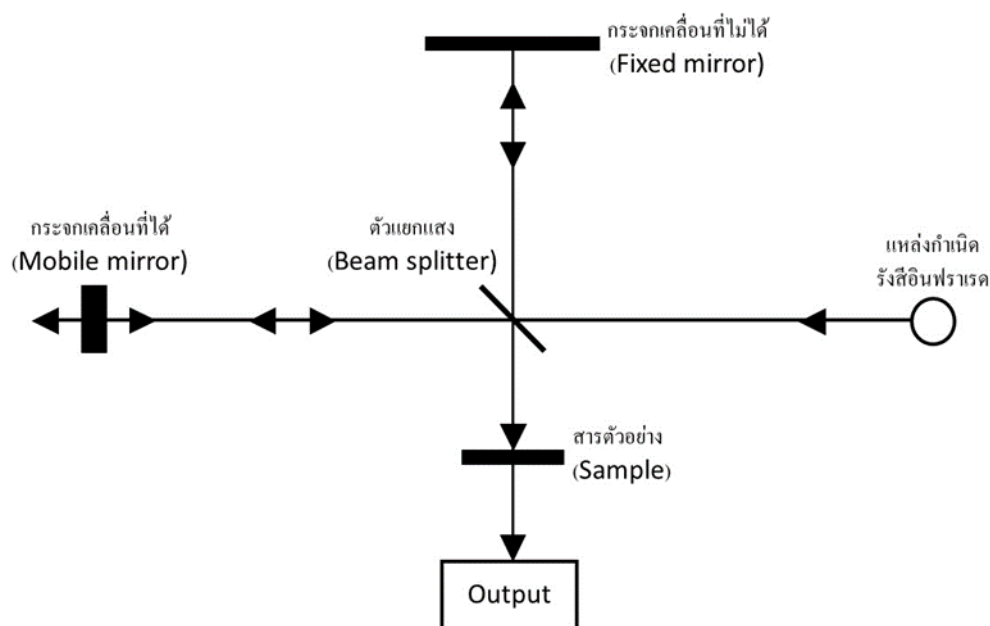 กระจกเคลื่อนที่ไม่ได้
(Fixed mirror)
กระจกเคลื่อนที่ได้
(Mobile mirror)
ตัวแยกแสง
(Beam splitter)
แหล่งกำเนิด
รังสีอินฟราเรด
สารตัวอย่าง
(Sample)
Output